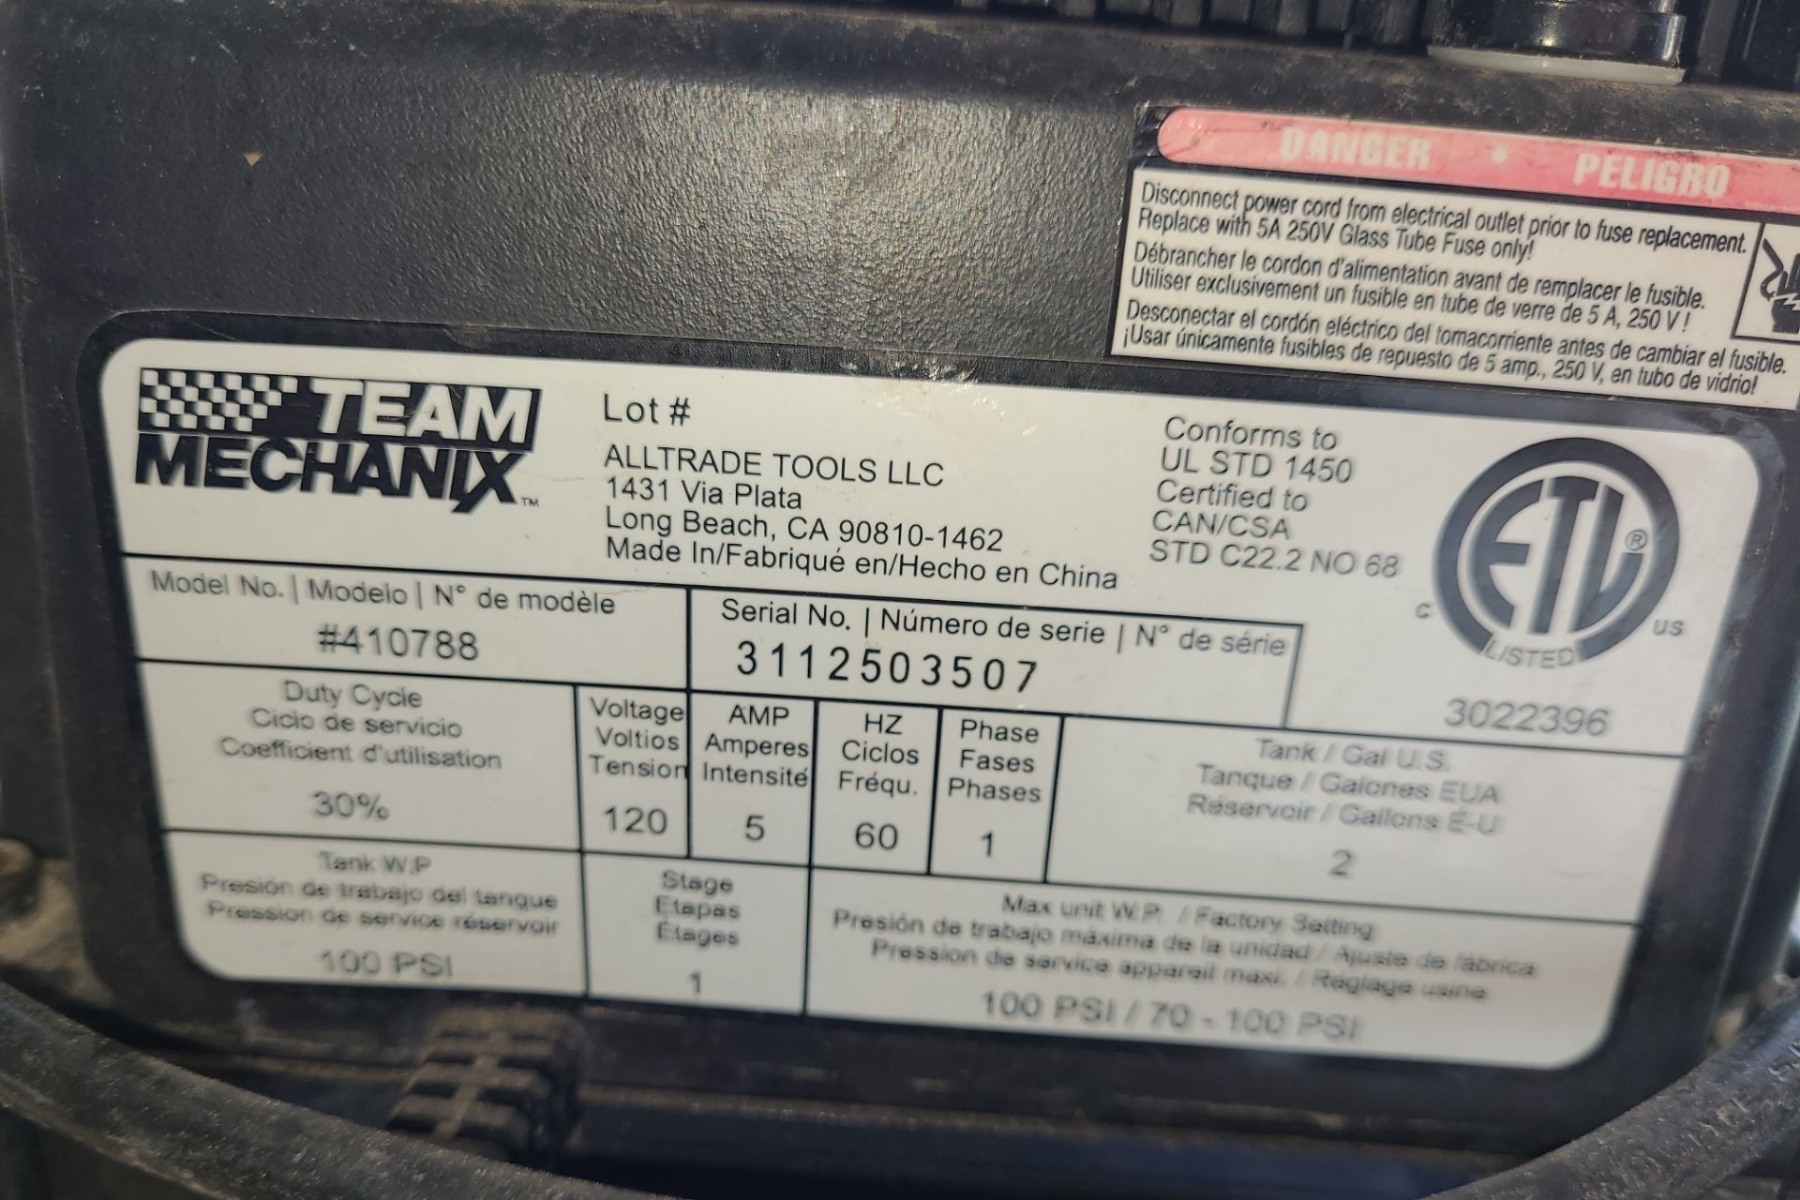 DANGER • PELIGRO
Disconnect power cord from electrical outlet prior to fuse replacement.
Replace with 5A 250V Glass Tube Fuse only!
Débrancher le cordon d'alimentation avant de remplacer le fusible.
Utiliser exclusivement un fusible en tube de verre de 5 A, 250 V !
Desconectar el cordón eléctrico del tomacorriente antes de cambiar el fusible.
¡Usar únicamente fusibles de repuesto de 5 amp., 250 V, en tubo de vidrio!
TEAM
MECHANIX™
Lot #
ALLTRADE TOOLS LLC
1431 Via Plata
Long Beach, CA 90810-1462
Made In/Fabriqué en/Hecho en China
Conforms to
UL STD 1450
Certified to
CAN/CSA
STD C22.2 NO 68
ETL®
C US
LISTED
3022396
Model No. | Modelo | N° de modèle
#410788
Serial No. | Número de serie | N° de série
3112503507
Duty Cycle
Ciclo de servicio
Coefficient d'utilisation
30%
Voltage
Voltios
Tension
120
AMP
Amperes
Intensité
5
HZ
Ciclos
Fréqu.
60
Phase
Fases
Phases
1
Tank / Gal U.S.
Tanque / Galones EUA
Réservoir / Gallons É-U
2
Tank W.P
Presión de trabajo del tanque
Pression de service réservoir
100 PSI
Stage
Etapas
Étages
1
Max unit W.P. / Factory Setting
Presión de trabajo máxima de la unidad / Ajuste de fábrica
Pression de service appareil maxi. / Réglage usine
100 PSI / 70 - 100 PSI